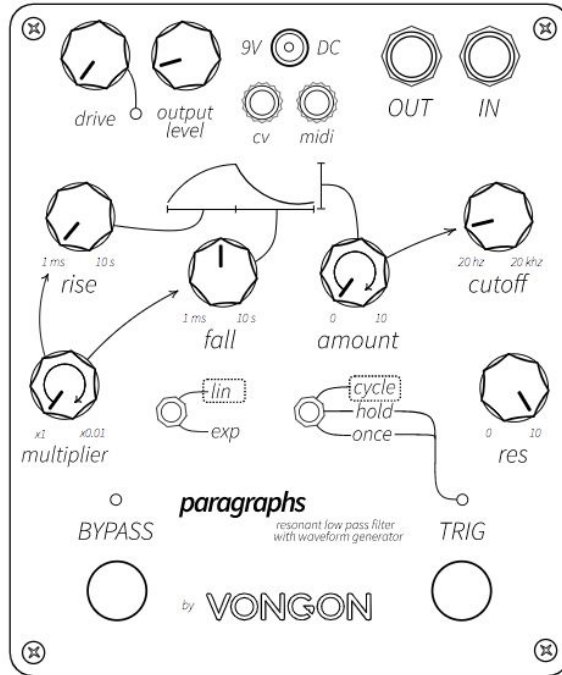 9V DC
drive
output
level
cv
midi
OUT
IN
1 ms 10 s
rise
1 ms 10 s
fall
0 10
amount
20 hz 20 khz
cutoff
x1 x0.01
multiplier
lin
exp
cycle
hold
once
0 10
res
BYPASS
paragraphs
resonant low pass filter
with waveform generator
TRIG
by VONGON